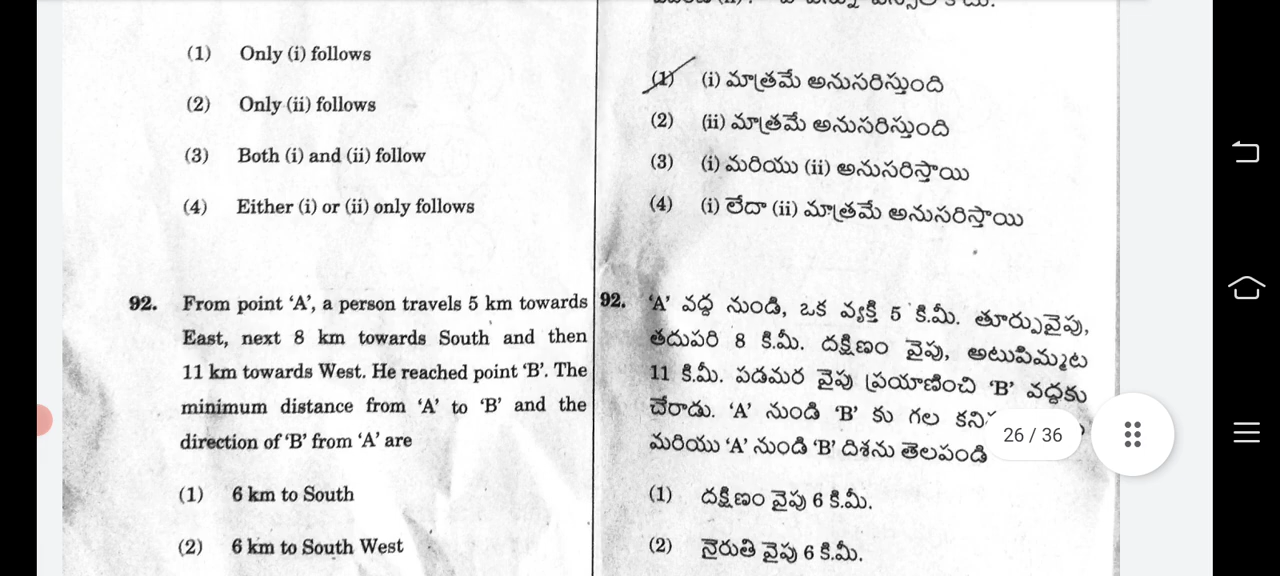 (1) Only (i) follows
(2) Only (ii) follows
(3) Both (i) and (ii) follow
(4) Either (i) or (ii) only follows
92. From point ‘A’, a person travels 5 km towards
East, next 8 km towards South and then
11 km towards West. He reached point ‘B’. The
minimum distance from ‘A’ to ‘B’ and the
direction of ‘B’ from ‘A’ are
(1) 6 km to South
(2) 6 km to South West
(1) (i) మాత్రమే అనుసరిస్తుంది
(2) (ii) మాత్రమే అనుసరిస్తుంది
(3) (i) మరియు (ii) అనుసరిస్తాయి
(4) (i) లేదా (ii) మాత్రమే అనుసరిస్తాయి
92. ‘A’ వద్ద నుండి, ఒక వ్యక్తి 5 కి.మీ. తూర్పువైపు,
తదుపరి 8 కి.మీ. దక్షిణం వైపు, అటుపిమ్మట
11 కి.మీ. పడమర వైపు ప్రయాణించి ‘B’ వద్దకు
చేరాడు. ‘A’ నుండి ‘B’ కు గల
మరియు ‘A’ నుండి ‘B’ దిశను తెలపండి
(1) దక్షిణం వైపు 6 కి.మీ.
(2) నైరుతి వైపు 6 కి.మీ.
26 / 36